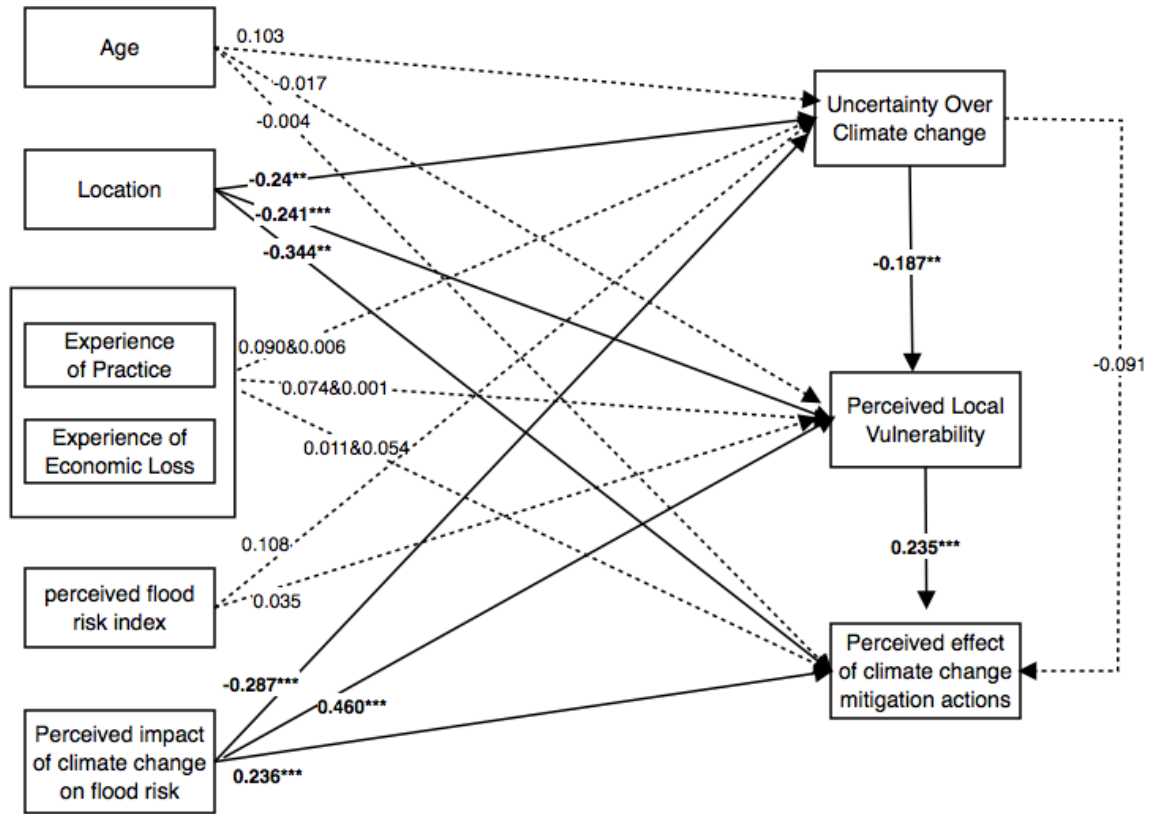 Age
0.103
-0.017
-0.004
Uncertainty Over
Climate change
Location
-0.24**
-0.241***
-0.344**
-0.187**
Experience
of Practice
0.090&0.006
0.074&0.001
-0.091
Perceived Local
Vulnerability
Experience of
Economic Loss
0.011&0.054
0.108
0.235***
perceived flood
risk index
0.035
Perceived effect
of climate change
mitigation actions
-0.287***
0.460***
Perceived impact
of climate change
on flood risk
0.236***